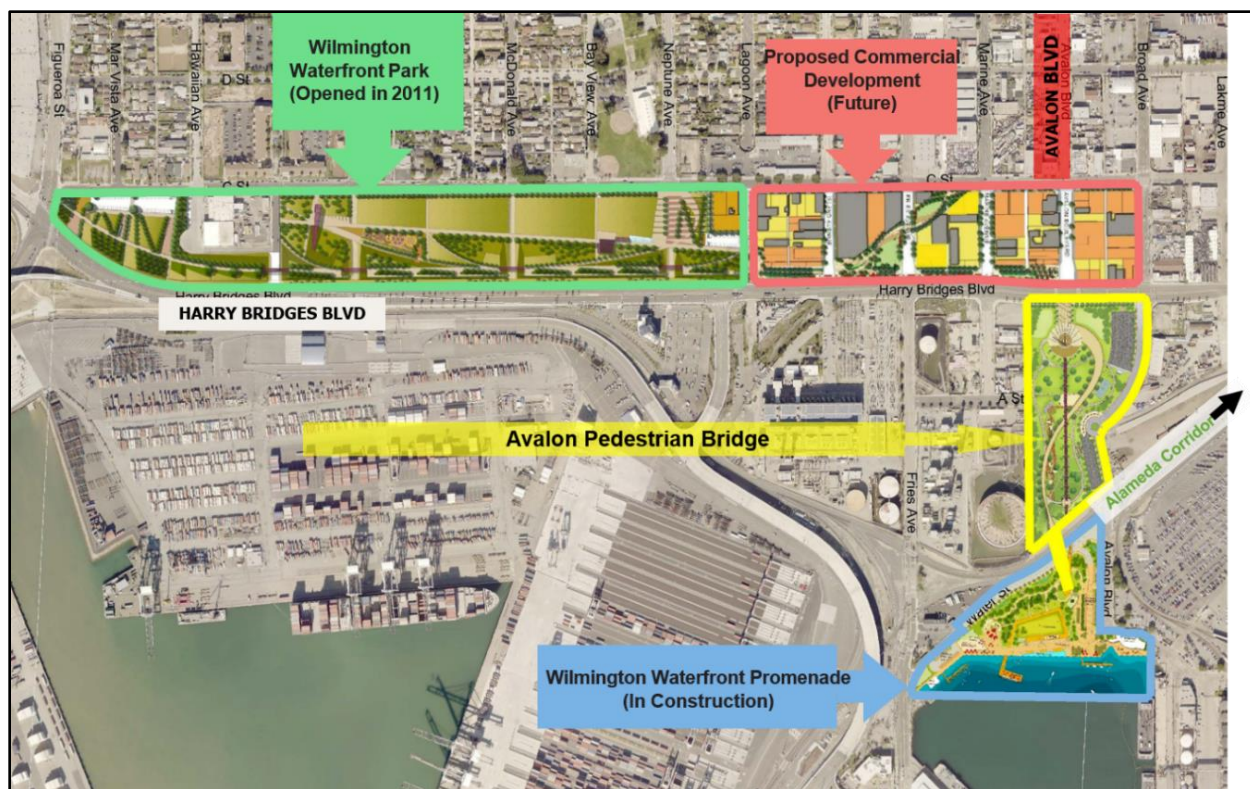 Wilmington
Waterfront Park
(Opened in 2011)
Proposed Commercial
Development
(Future)
AVALON BLVD
Figueroa St
Mar Vista Ave
Hawaiian Ave
D St
McDonald Ave
Bay View Ave
Neptune Ave
Lagoon Ave
Marine Ave
Avalon Blvd
Broad Ave
Lakme Ave
C St
C St
Harry Bridges Blvd
HARRY BRIDGES BLVD
Harry Bridges Blvd
A St
Avalon Pedestrian Bridge
Alameda Corridor
Fries Ave
Water St
Avalon Blvd
Wilmington Waterfront Promenade
(In Construction)